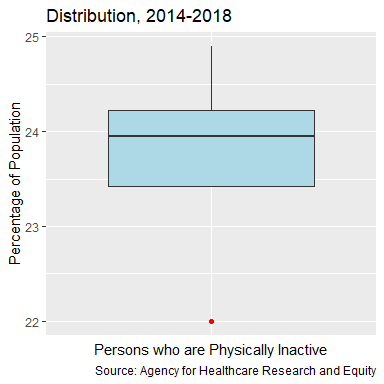 Distribution, 2014-2018
25
24
23
22
Percentage of Population
Persons who are Physically Inactive
Source: Agency for Healthcare Research and Equity